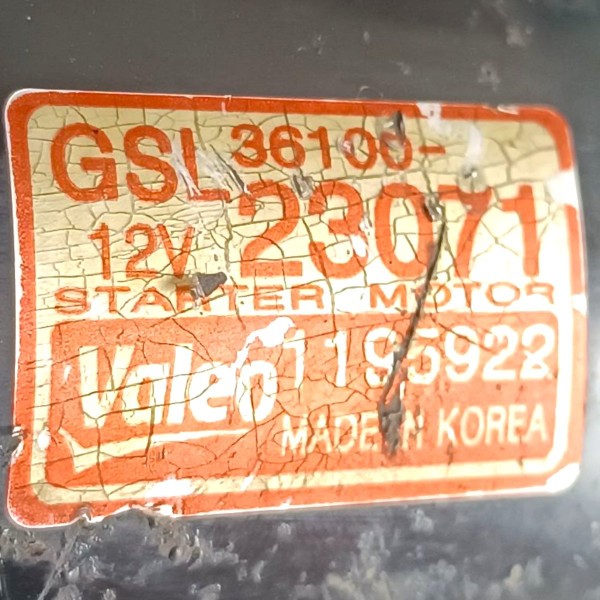 GSL 36100-
12V 23071
STARTER MOTOR
Valeo 1195922
MADE IN KOREA